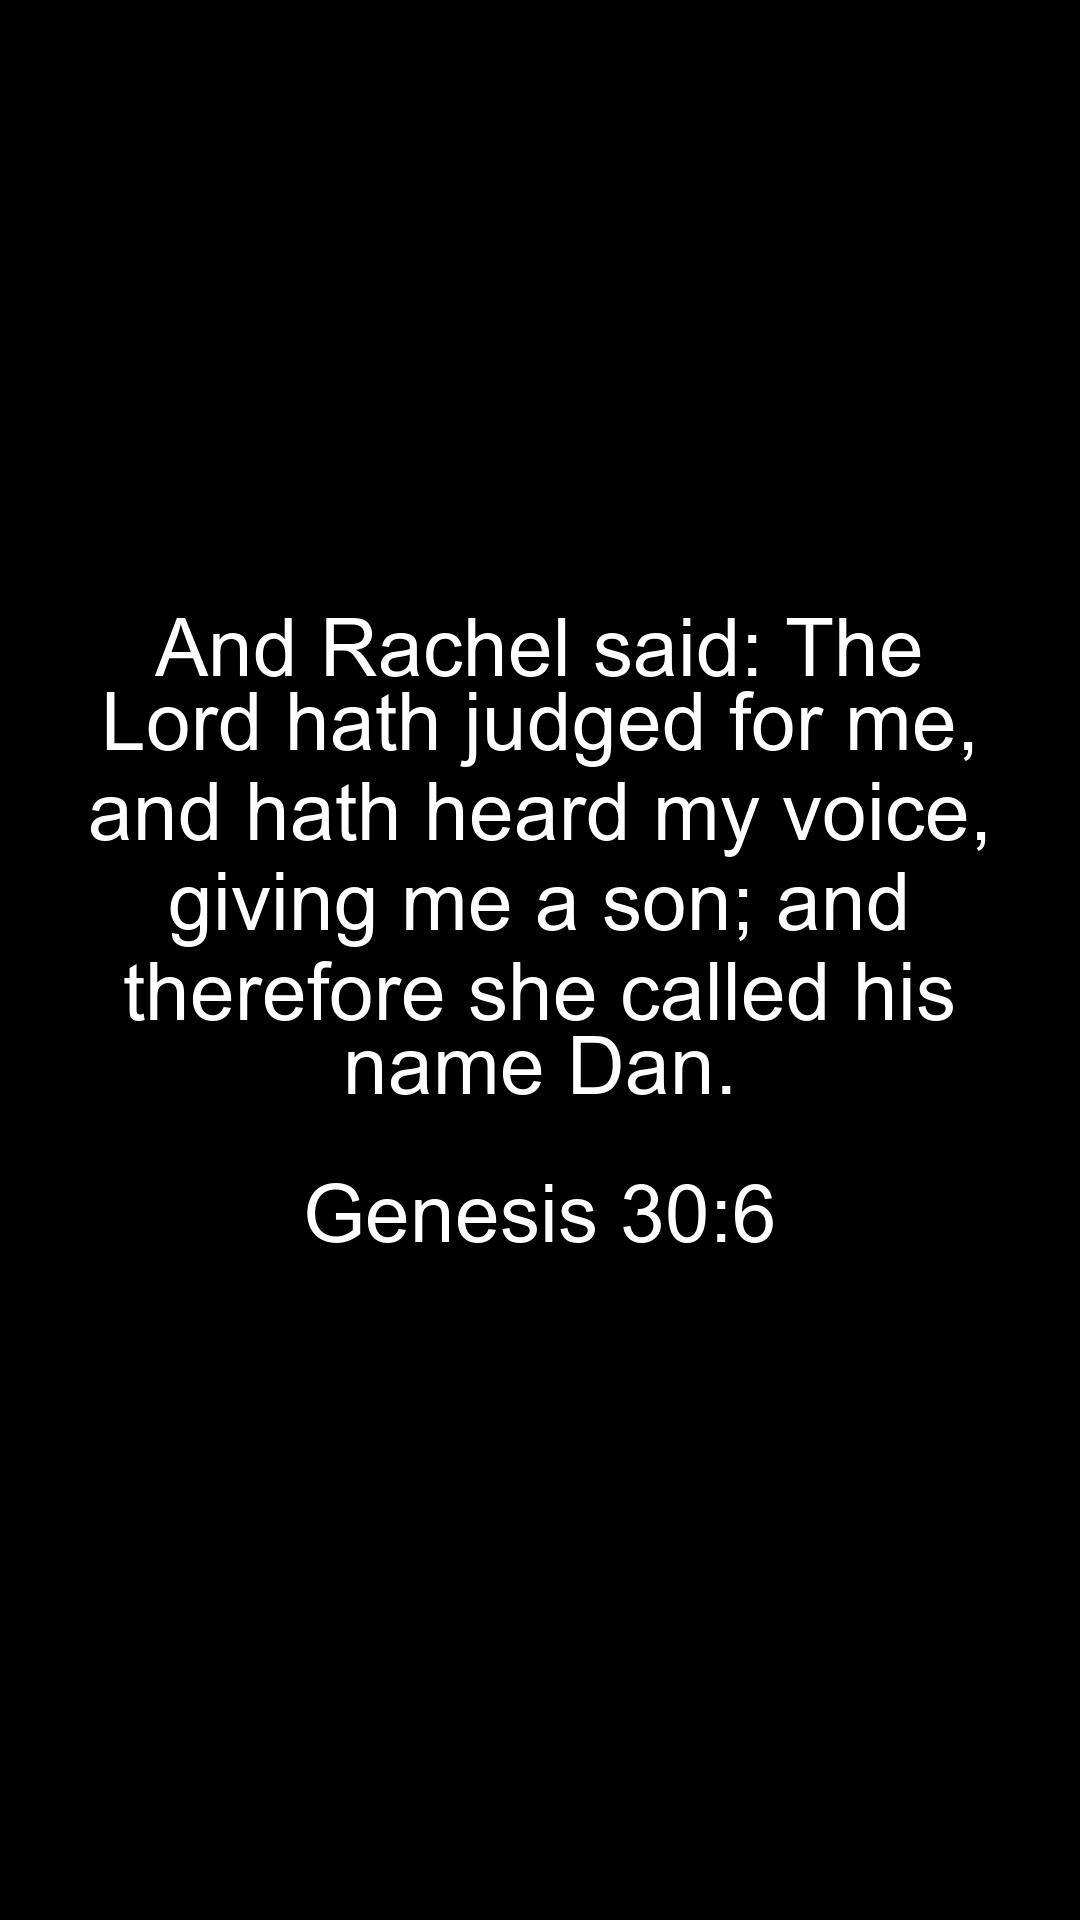 And Rachel said: The
Lord hath judged for me,
and hath heard my voice,
giving me a son; and
therefore she called his
name Dan.
Genesis 30:6